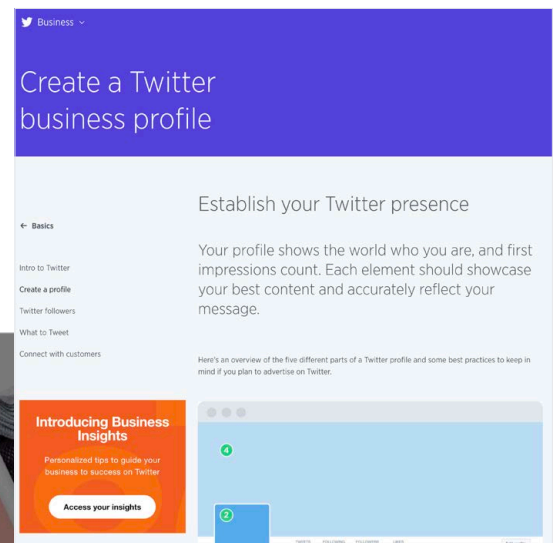 Business
Create a Twitter
business profile
Establish your Twitter presence
← Basics
Your profile shows the world who you are, and first
impressions count. Each element should showcase
your best content and accurately reflect your
message.
Intro to Twitter
Create a profile
Twitter followers
What to Tweet
Connect with customers
Here's an overview of the five different parts of a Twitter profile and some best practices to keep in
mind if you plan to advertise on Twitter.
Introducing Business
Insights
Personalized tips to guide your
business to success on Twitter
Access your insights
4
2
TWEETS FOLLOWING FOLLOWERS LIKES